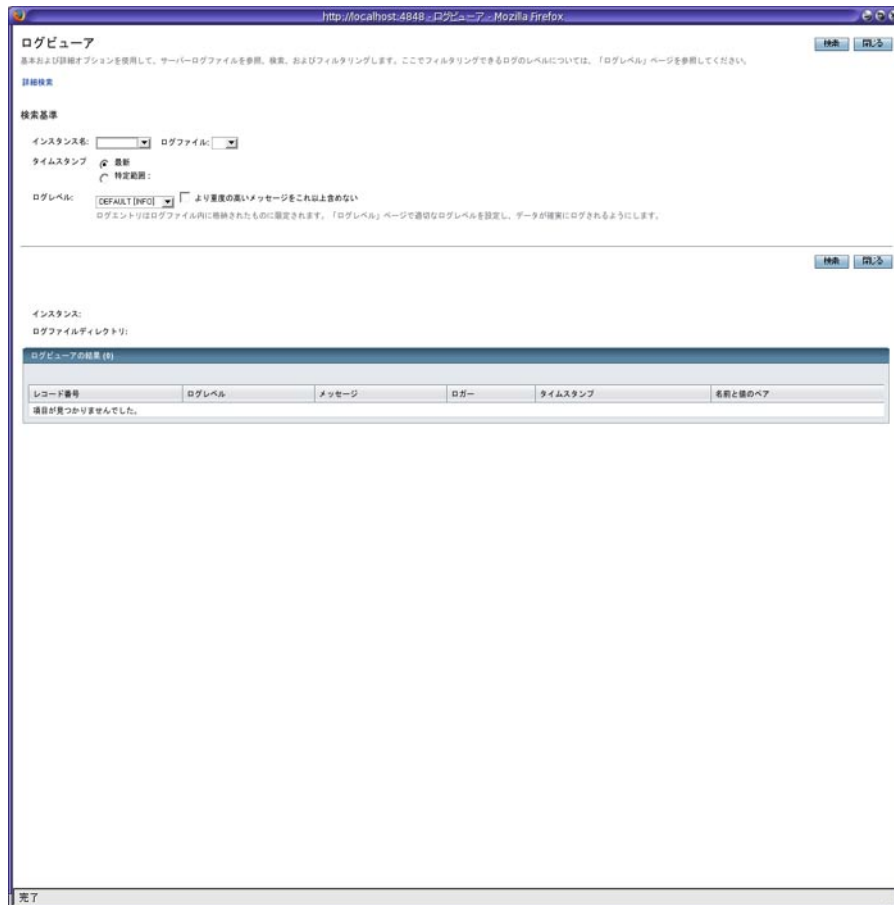 http://localhost:4848 - ログビューア - Mozilla Firefox
ログビューア
検索 閉じる
基本および詳細オプションを使用して、サーバーログファイルを参照、検索、およびフィルタリングします。ここでフィルタリングできるログのレベルについては、「ログレベル」ページを参照してください。
詳細検索
検索基準
インスタンス名: ログファイル:
タイムスタンプ 最新
特定範囲:
ログレベル: DEFAULT [INFO] より重度の高いメッセージをこれ以上含めない
ログエントリはログファイル内に格納されたものに限定されます。「ログレベル」ページで適切なログレベルを設定し、データが確実にログされるようにします。
検索 閉じる
インスタンス:
ログファイルディレクトリ:
ログビューアの結果 (0)
レコード番号 ログレベル メッセージ ロガー タイムスタンプ 名前と値のペア
項目が見つかりませんでした。
完了